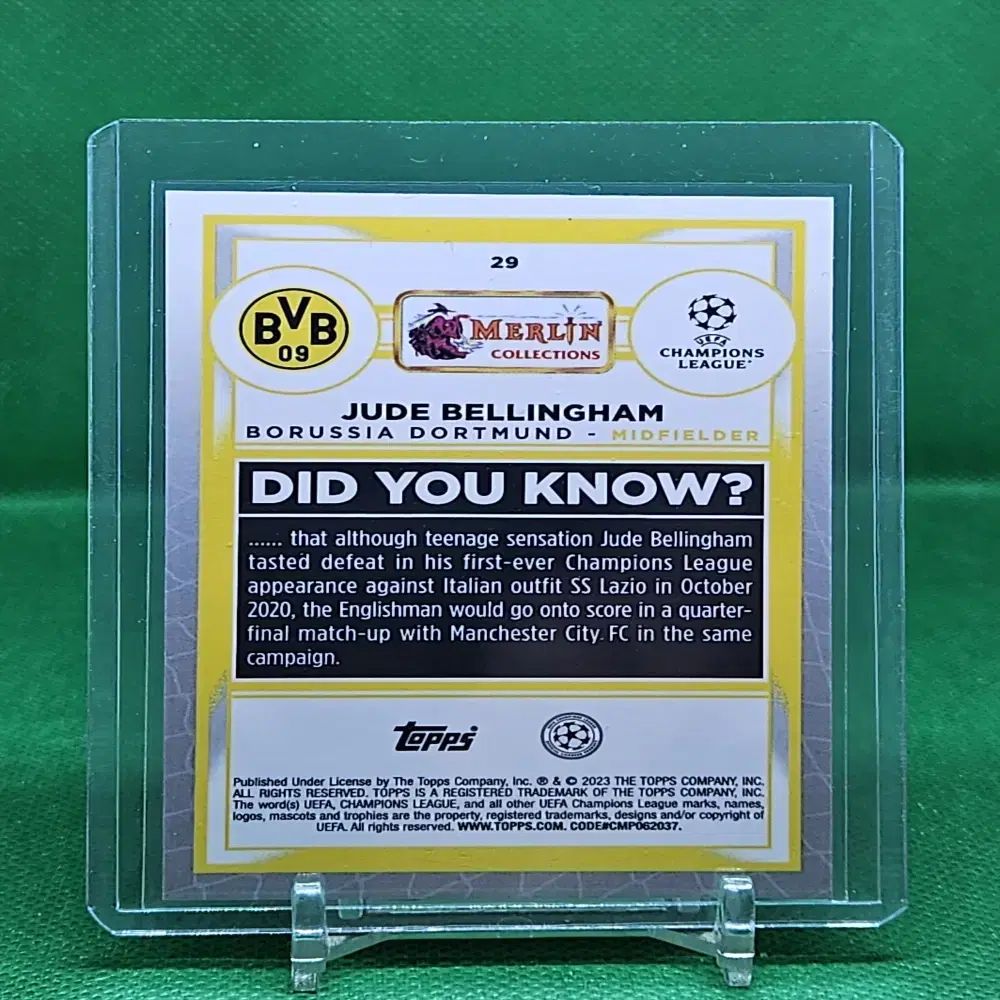 29
BVB
09
MERLIN
COLLECTIONS
UEFA
CHAMPIONS
LEAGUE
JUDE BELLINGHAM
BORUSSIA DORTMUND - MIDFIELDER
DID YOU KNOW?
...... that although teenage sensation Jude Bellingham
tasted defeat in his first-ever Champions League
appearance against Italian outfit SS Lazio in October
2020, the Englishman would go onto score in a quarter-
final match-up with Manchester City FC in the same
campaign.
topps
Published Under License by The Topps Company, Inc. ® & © 2023 THE TOPPS COMPANY, INC.
ALL RIGHTS RESERVED. TOPPS IS A REGISTERED TRADEMARK OF THE TOPPS COMPANY, INC.
The word(s) UEFA, CHAMPIONS LEAGUE, and all other UEFA Champions League marks, names,
logos, mascots and trophies are the property, registered trademarks, designs and/or copyright of
UEFA. All rights reserved. WWW.TOPPS.COM. CODE#CMP062037.